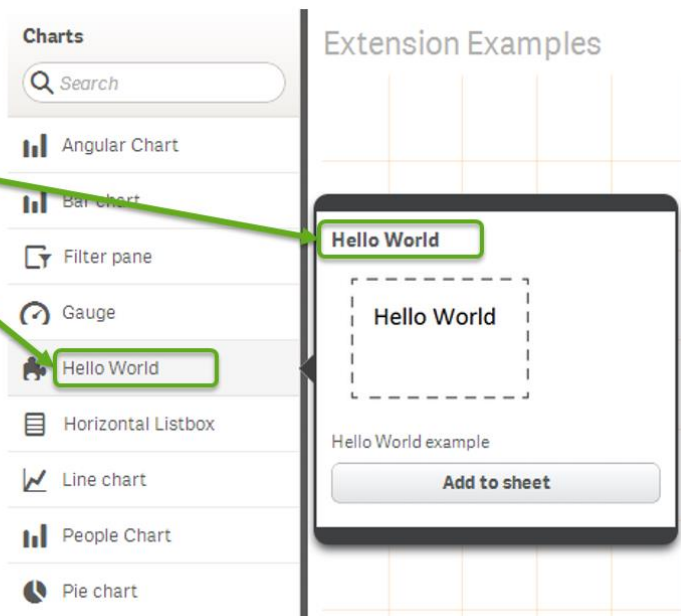 Charts
Search
Angular Chart
Bar chart
Filter pane
Gauge
Hello World
Horizontal Listbox
Line chart
People Chart
Pie chart
Extension Examples
Hello World
Hello World
Hello World example
Add to sheet